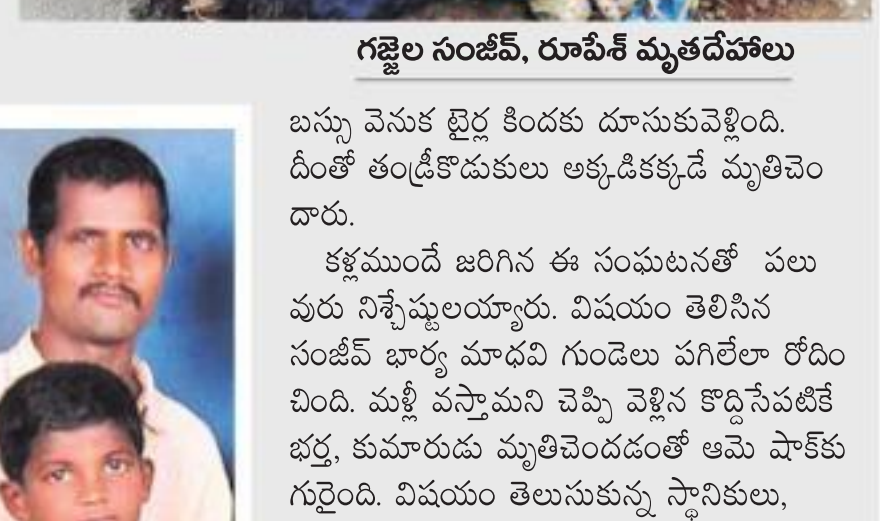 గజ్జెల సంజీవ్, రూపేశ్ మృతదేహాలు
బస్సు వెనుక టైర్ల కిందకు దూసుకువెళ్లింది.
దీంతో తండ్రీకొడుకులు అక్కడికక్కడే మృతిచెం
దారు.
కళ్లముందే జరిగిన ఈ సంఘటనతో పలు
వురు నిశ్చేష్టులయ్యారు. విషయం తెలిసిన
సంజీవ్ భార్య మాధవి గుండెలు పగిలేలా రోదిం
చింది. మళ్లీ వస్తామని చెప్పి వెళ్లిన కొద్దిసేపటికే
భర్త, కుమారుడు మృతిచెందడంతో ఆమె షాక్‌కు
గురైంది. విషయం తెలుసుకున్న స్థానికులు,